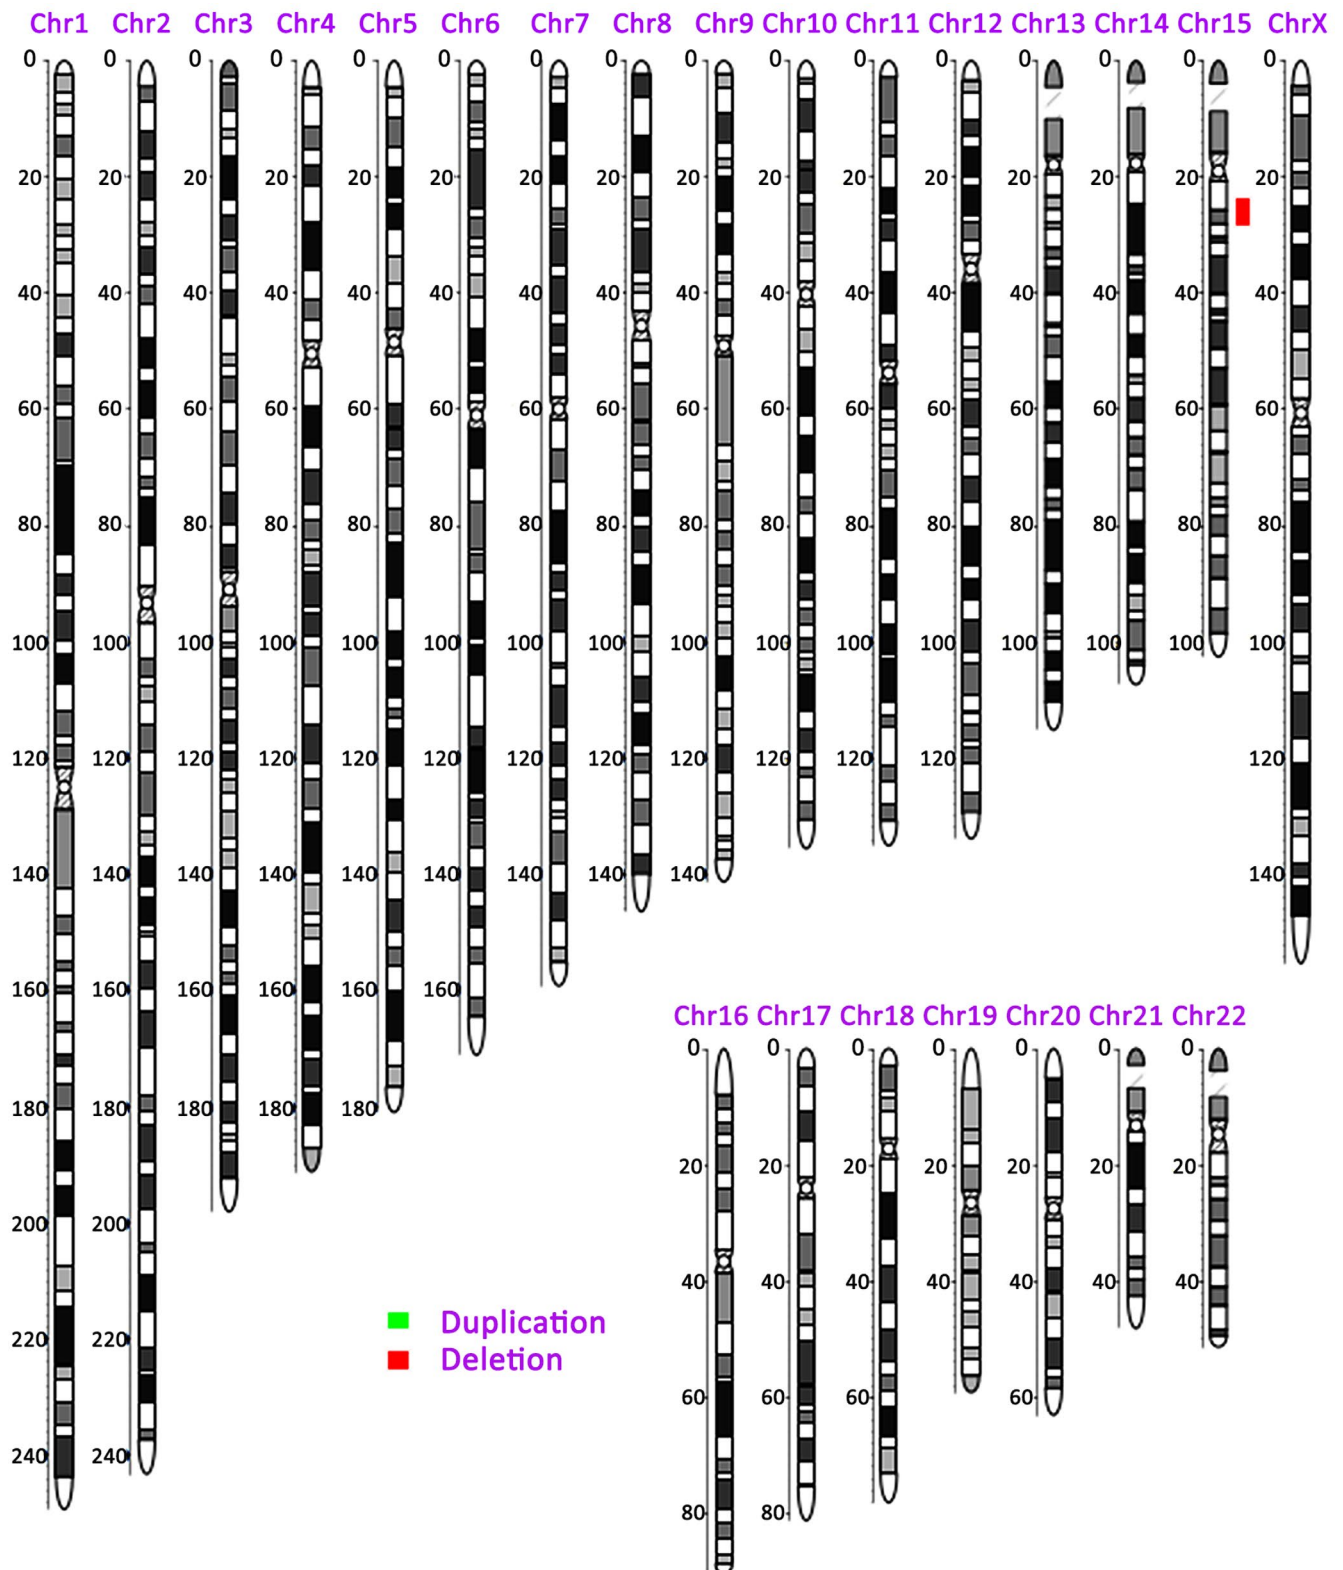 Chr1 Chr2 Chr3 Chr4 Chr5 Chr6 Chr7 Chr8 Chr9 Chr10 Chr11 Chr12 Chr13 Chr14 Chr15 ChrX
0 0 0 0 0 0 0 0 0 0 0 0 0 0 0 0
20 20 20 20 20 20 20 20 20 20 20 20 20 20 20 20
40 40 40 40 40 40 40 40 40 40 40 40 40 40 40 40
60 60 60 60 60 60 60 60 60 60 60 60 60 60 60 60
80 80 80 80 80 80 80 80 80 80 80 80 80 80 80 80
100 100 100 100 100 100 100 100 100 100 100 100 100 100 100 100
120 120 120 120 120 120 120 120 120 120 120 120 120
140 140 140 140 140 140 140 140 140 140
160 160 160 160 160 160
Chr16 Chr17 Chr18 Chr19 Chr20 Chr21 Chr22
0 0 0 0 0 0 0
180 180 180 180 180
20 20 20 20 20 20 20
200 200
40 40 40 40 40 40 40
Duplication
220 220
Deletion
60 60 60 60
240 240
80 80